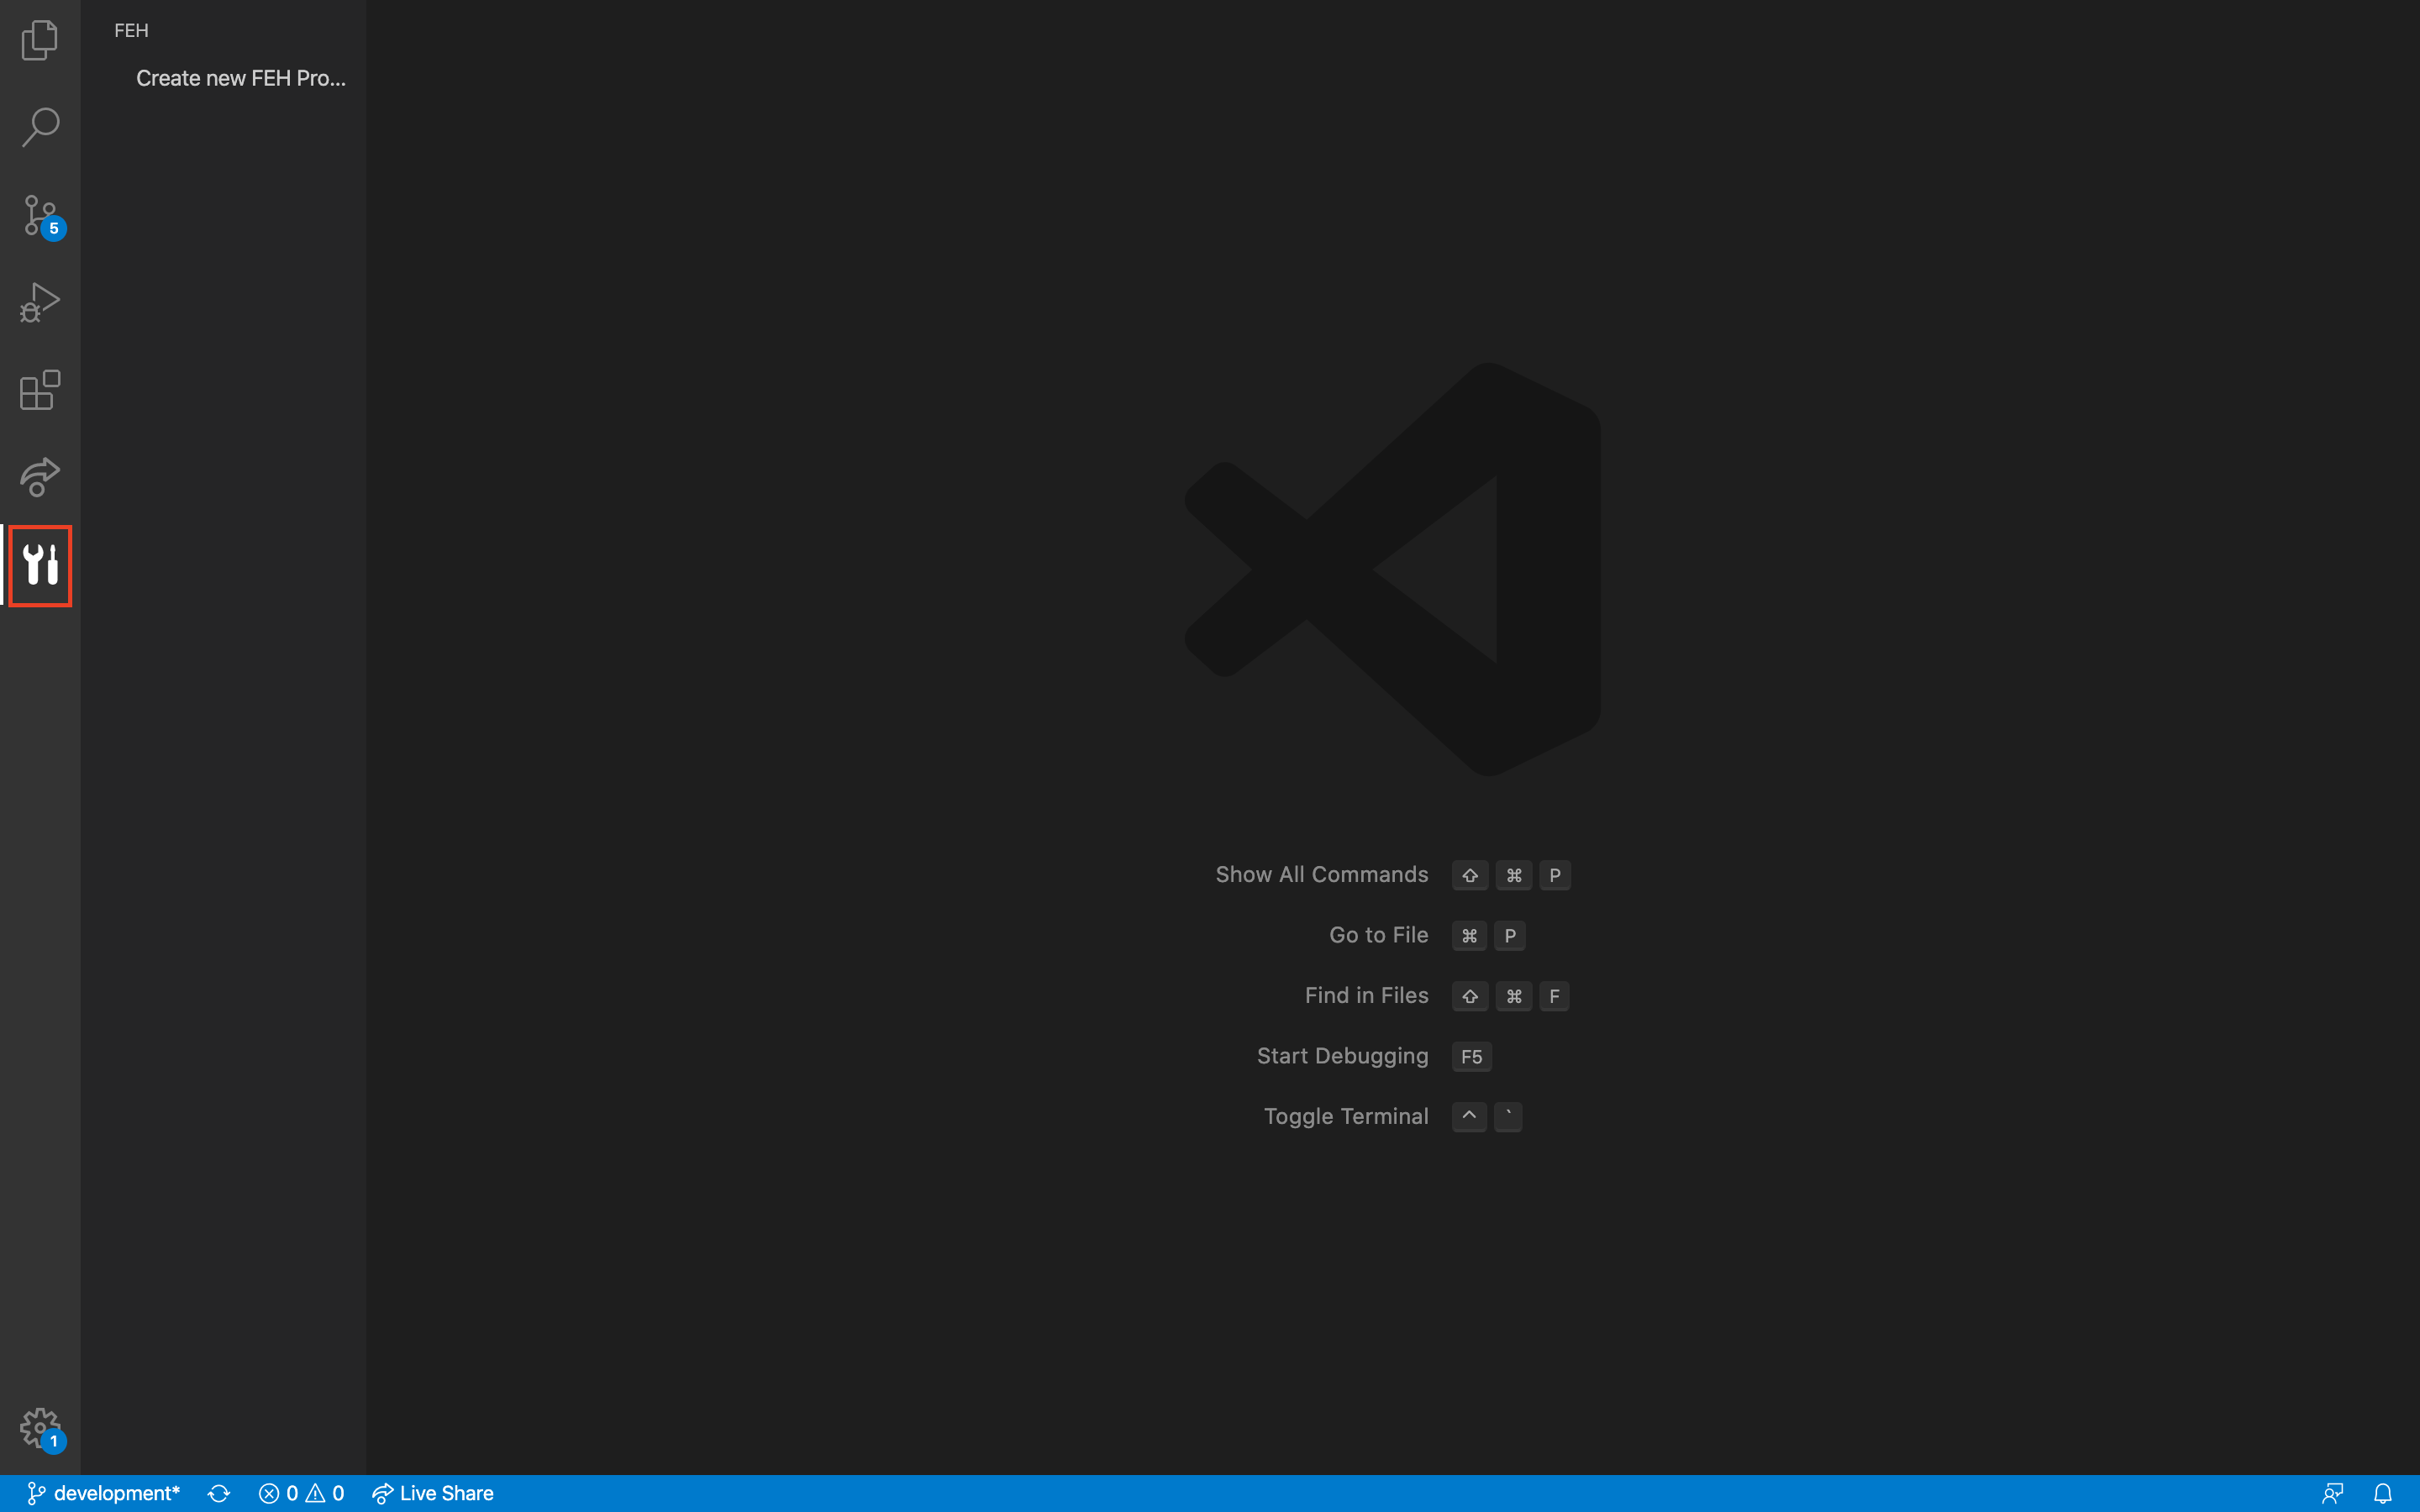 FEH
Create new FEH Pro...
5
Show All Commands ⇧ ⌘ P
Go to File ⌘ P
Find in Files ⇧ ⌘ F
Start Debugging F5
Toggle Terminal ^ `
1
development* 0 0 Live Share